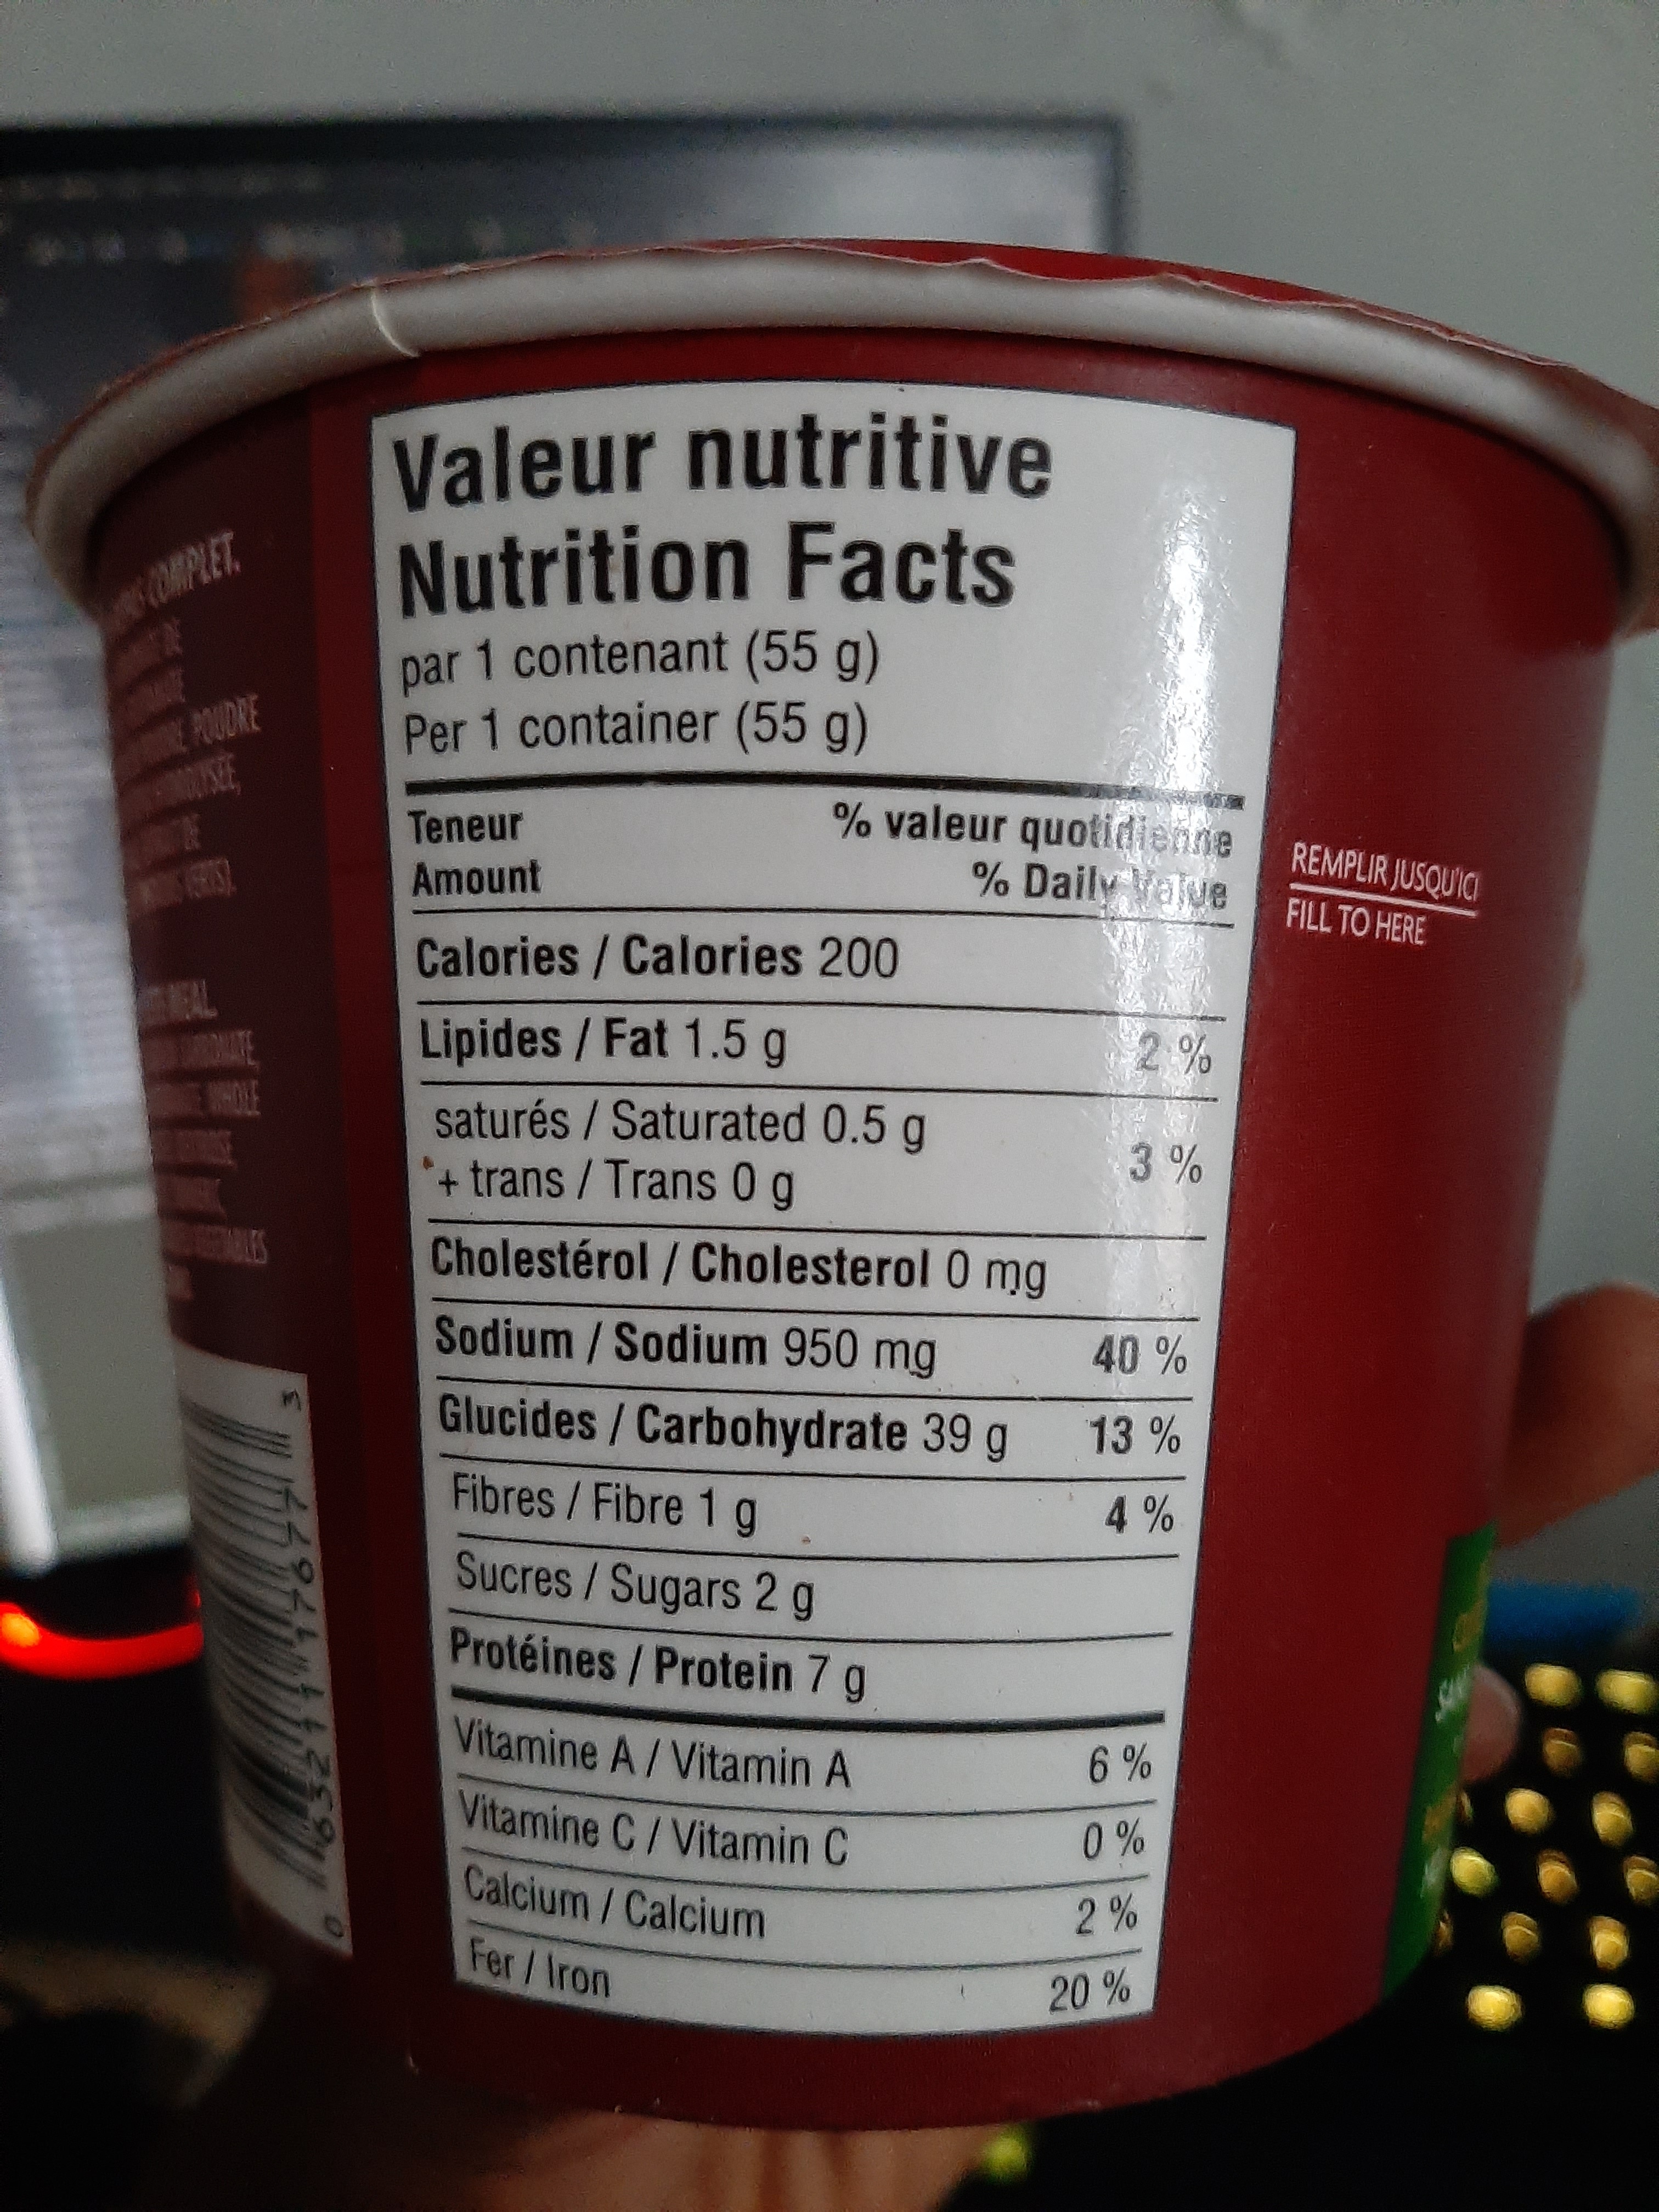 COMPLET.
DE
POUDRE
DE
MEAL.
WHOLE
Valeur nutritive
Nutrition Facts
par 1 contenant (55 g)
Per 1 container (55 g)
Teneur % valeur quotidienne
Amount % Daily Value
Calories / Calories 200
Lipides / Fat 1.5 g 2 %
saturés / Saturated 0.5 g
+ trans / Trans 0 g 3 %
Cholestérol / Cholesterol 0 mg
Sodium / Sodium 950 mg 40 %
Glucides / Carbohydrate 39 g 13 %
Fibres / Fibre 1 g 4 %
Sucres / Sugars 2 g
Protéines / Protein 7 g
Vitamine A / Vitamin A 6 %
Vitamine C / Vitamin C 0 %
Calcium / Calcium 2 %
Fer / Iron 20 %
REMPLIR JUSQU'ICI
FILL TO HERE